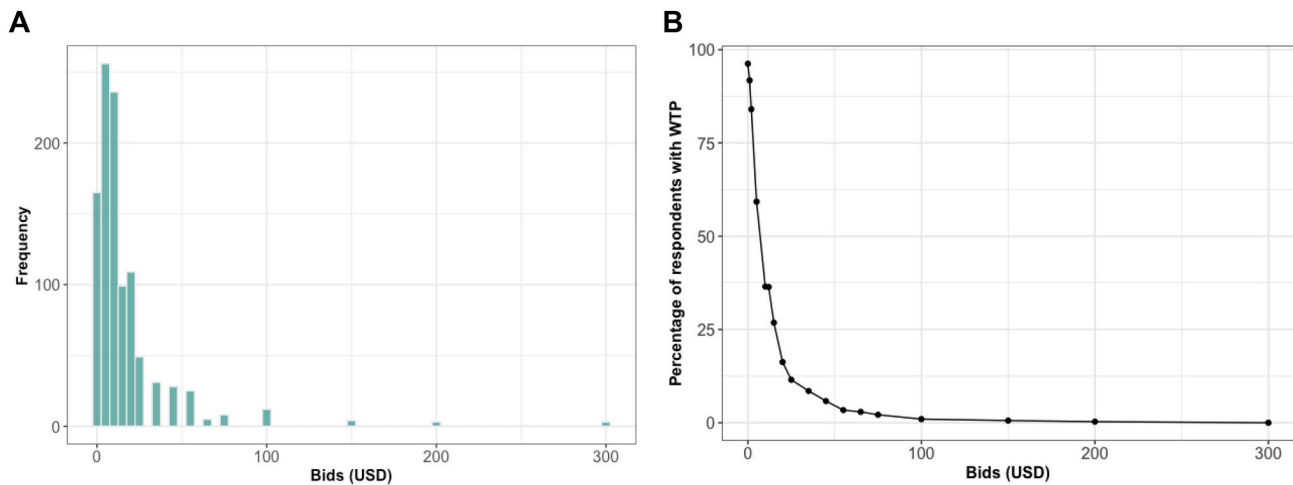 A
Frequency
200
100
0
0 100 200 300
Bids (USD)
B
Percentage of respondents with WTP
100
75
50
25
0
0 100 200 300
Bids (USD)